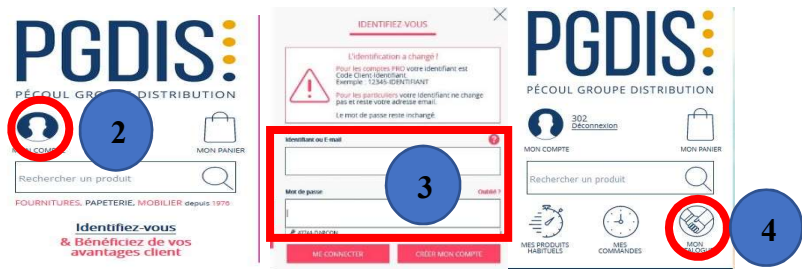 PGDIS:
PÉCOUL GROUPE DISTRIBUTION
2
MON COMPTE
MON PANIER
Rechercher un produit
FOURNITURES, PAPETERIE, MOBILIER depuis 1976
Identifiez-vous
& Bénéficiez de vos
avantages client
IDENTIFIEZ-VOUS
L'identification a changé !
Pour les comptes PRO votre identifiant est
Code Client-Identifiant.
Exemple : 12345-IDENTIFIANT
Pour les particuliers votre identifiant ne change
pas et reste votre adresse email.
Le mot de passe reste inchangé.
Identifiant ou E-mail
?
3
Mot de passe
Oublié ?
ME CONNECTER
CRÉER MON COMPTE
PGDIS:
PÉCOUL GROUPE DISTRIBUTION
302
Déconnexion
MON COMPTE
MON PANIER
Rechercher un produit
4
MES PRODUITS
HABITUELS
MES
COMMANDES
MON